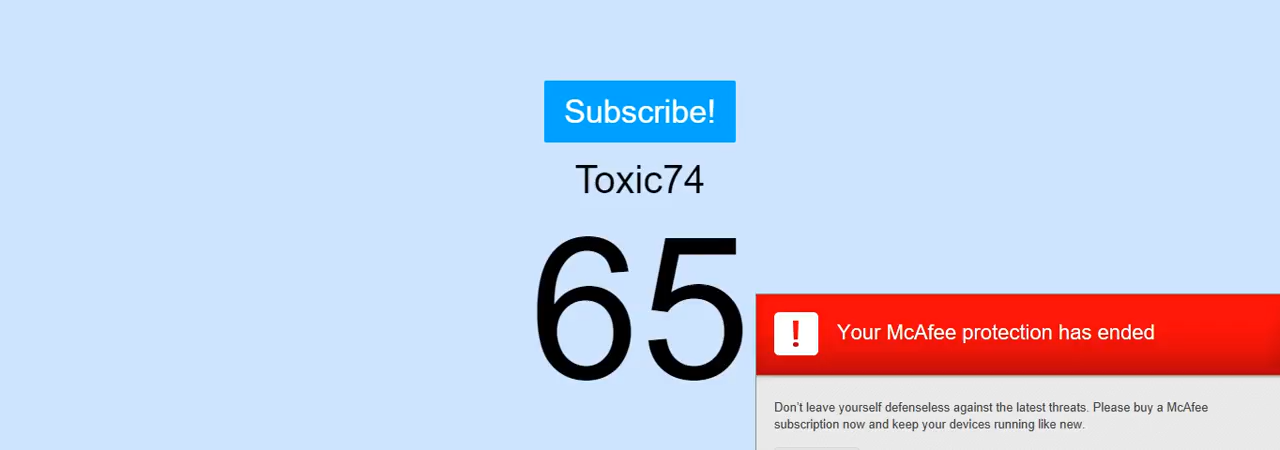 Subscribe!
Toxic74
65
! Your McAfee protection has ended
Don't leave yourself defenseless against the latest threats. Please buy a McAfee
subscription now and keep your devices running like new.